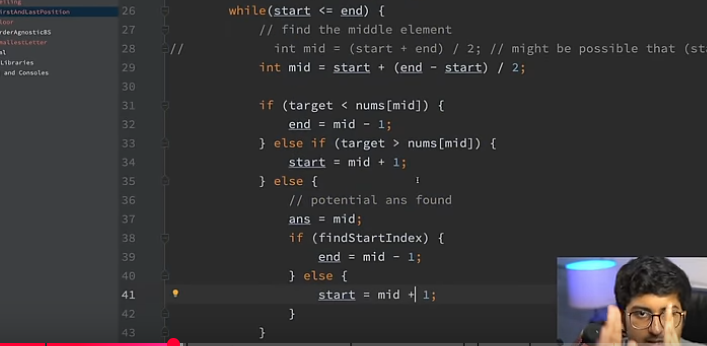 eiling
irstAndLastPosition
loor
rderAgnosticBS
mallestLetter
ml
Libraries
and Consoles
26 while(start <= end) {
27 // find the middle element
28 // int mid = (start + end) / 2; // might be possible that (sta
29 int mid = start + (end - start) / 2;
30
31 if (target < nums[mid]) {
32 end = mid - 1;
33 } else if (target > nums[mid]) {
34 start = mid + 1;
35 } else {
36 // potential ans found
37 ans = mid;
38 if (findStartIndex) {
39 end = mid - 1;
40 } else {
41 start = mid + 1;
42 }
43 }